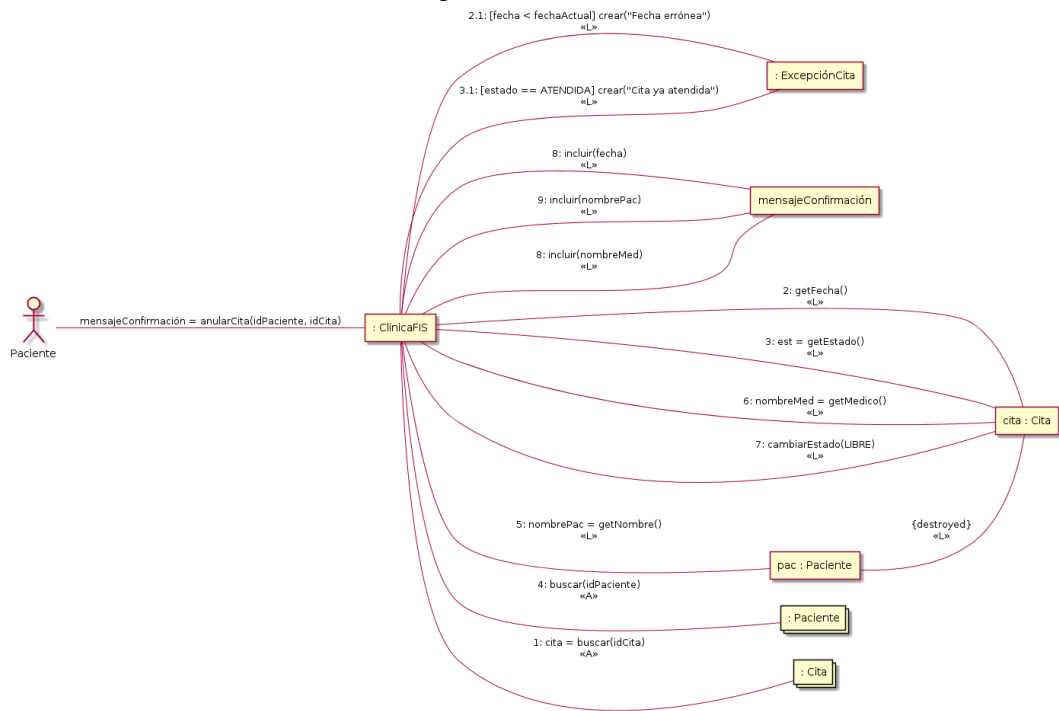 2.1: [fecha < fechaActual] crear("Fecha errónea")
«L»
: ExcepciónCita
3.1: [estado == ATENDIDA] crear("Cita ya atendida")
«L»
8: incluir(fecha)
«L»
mensajeConfirmación
9: incluir(nombrePac)
«L»
8: incluir(nombreMed)
«L»
2: getFecha()
«L»
mensajeConfirmación = anularCita(idPaciente, idCita)
: ClinicaFIS
Paciente
3: est = getEstado()
«L»
6: nombreMed = getMedico()
«L»
cita : Cita
7: cambiarEstado(LIBRE)
«L»
5: nombrePac = getNombre()
«L»
{destroyed}
«L»
pac : Paciente
4: buscar(idPaciente)
«A»
: Paciente
1: cita = buscar(idCita)
«A»
: Cita